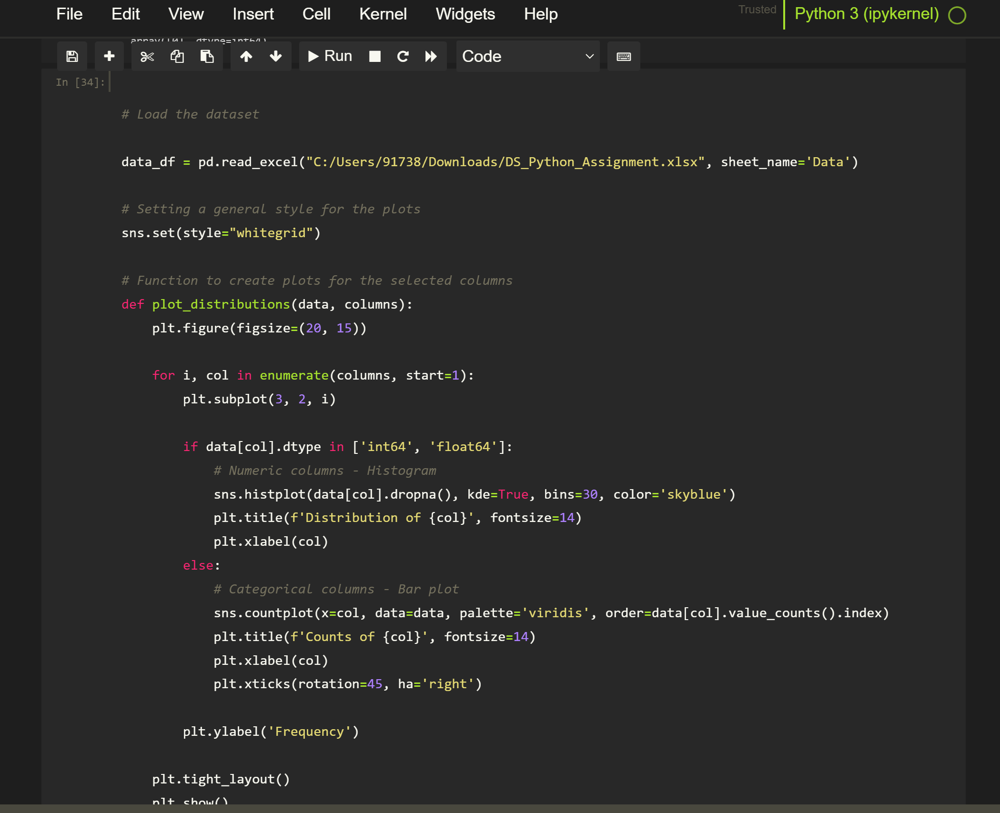 File Edit View Insert Cell Kernel Widgets Help Trusted Python 3 (ipykernel)
Run Code
In [34]:
# Load the dataset
data_df = pd.read_excel("C:/Users/91738/Downloads/DS_Python_Assignment.xlsx", sheet_name='Data')
# Setting a general style for the plots
sns.set(style="whitegrid")
# Function to create plots for the selected columns
def plot_distributions(data, columns):
    plt.figure(figsize=(20, 15))
    for i, col in enumerate(columns, start=1):
        plt.subplot(3, 2, i)
        if data[col].dtype in ['int64', 'float64']:
            # Numeric columns - Histogram
            sns.histplot(data[col].dropna(), kde=True, bins=30, color='skyblue')
            plt.title(f'Distribution of {col}', fontsize=14)
            plt.xlabel(col)
        else:
            # Categorical columns - Bar plot
            sns.countplot(x=col, data=data, palette='viridis', order=data[col].value_counts().index)
            plt.title(f'Counts of {col}', fontsize=14)
            plt.xlabel(col)
            plt.xticks(rotation=45, ha='right')
        plt.ylabel('Frequency')
    plt.tight_layout()
    plt.show()